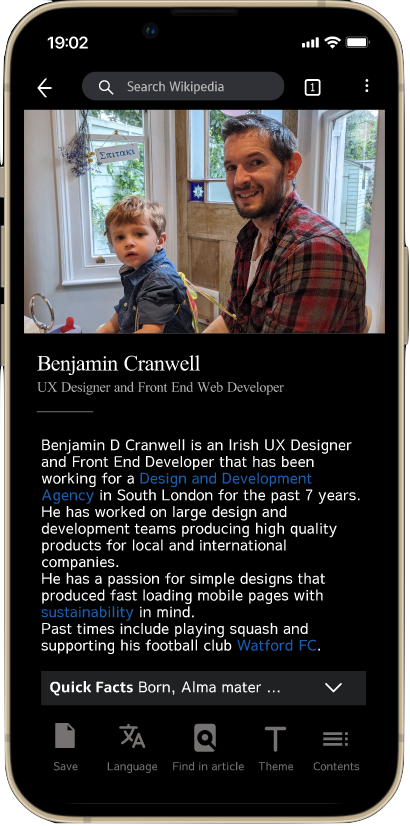 19:02
Search Wikipedia
1
Σπιτακι
Benjamin Cranwell
UX Designer and Front End Web Developer
Benjamin D Cranwell is an Irish UX Designer
and Front End Developer that has been
working for a Design and Development
Agency in South London for the past 7 years.
He has worked on large design and
development teams producing high quality
products for local and international
companies.
He has a passion for simple designs that
produced fast loading mobile pages with
sustainability in mind.
Past times include playing squash and
supporting his football club Watford FC.
Quick Facts Born, Alma mater ...
Save
Language
Find in article
Theme
Contents